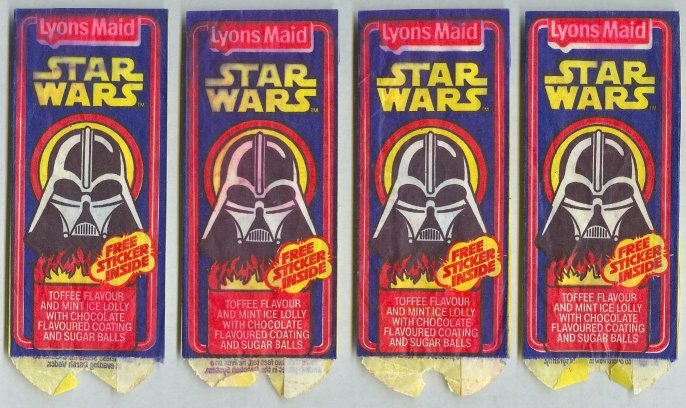 Lyons Maid
STAR
WARS™
FREE
STICKER
INSIDE
TOFFEE FLAVOUR
AND MINT ICE LOLLY
WITH CHOCOLATE
FLAVOURED COATING
AND SUGAR BALLS
Lyons Maid
STAR
WARS™
FREE
STICKER
INSIDE
TOFFEE FLAVOUR
AND MINT ICE LOLLY
WITH CHOCOLATE
FLAVOURED COATING
AND SUGAR BALLS
Lyons Maid
STAR
WARS™
FREE
STICKER
INSIDE
TOFFEE FLAVOUR
AND MINT ICE LOLLY
WITH CHOCOLATE
FLAVOURED COATING
AND SUGAR BALLS
Lyons Maid
STAR
WARS™
FREE
STICKER
INSIDE
TOFFEE FLAVOUR
AND MINT ICE LOLLY
WITH CHOCOLATE
FLAVOURED COATING
AND SUGAR BALLS